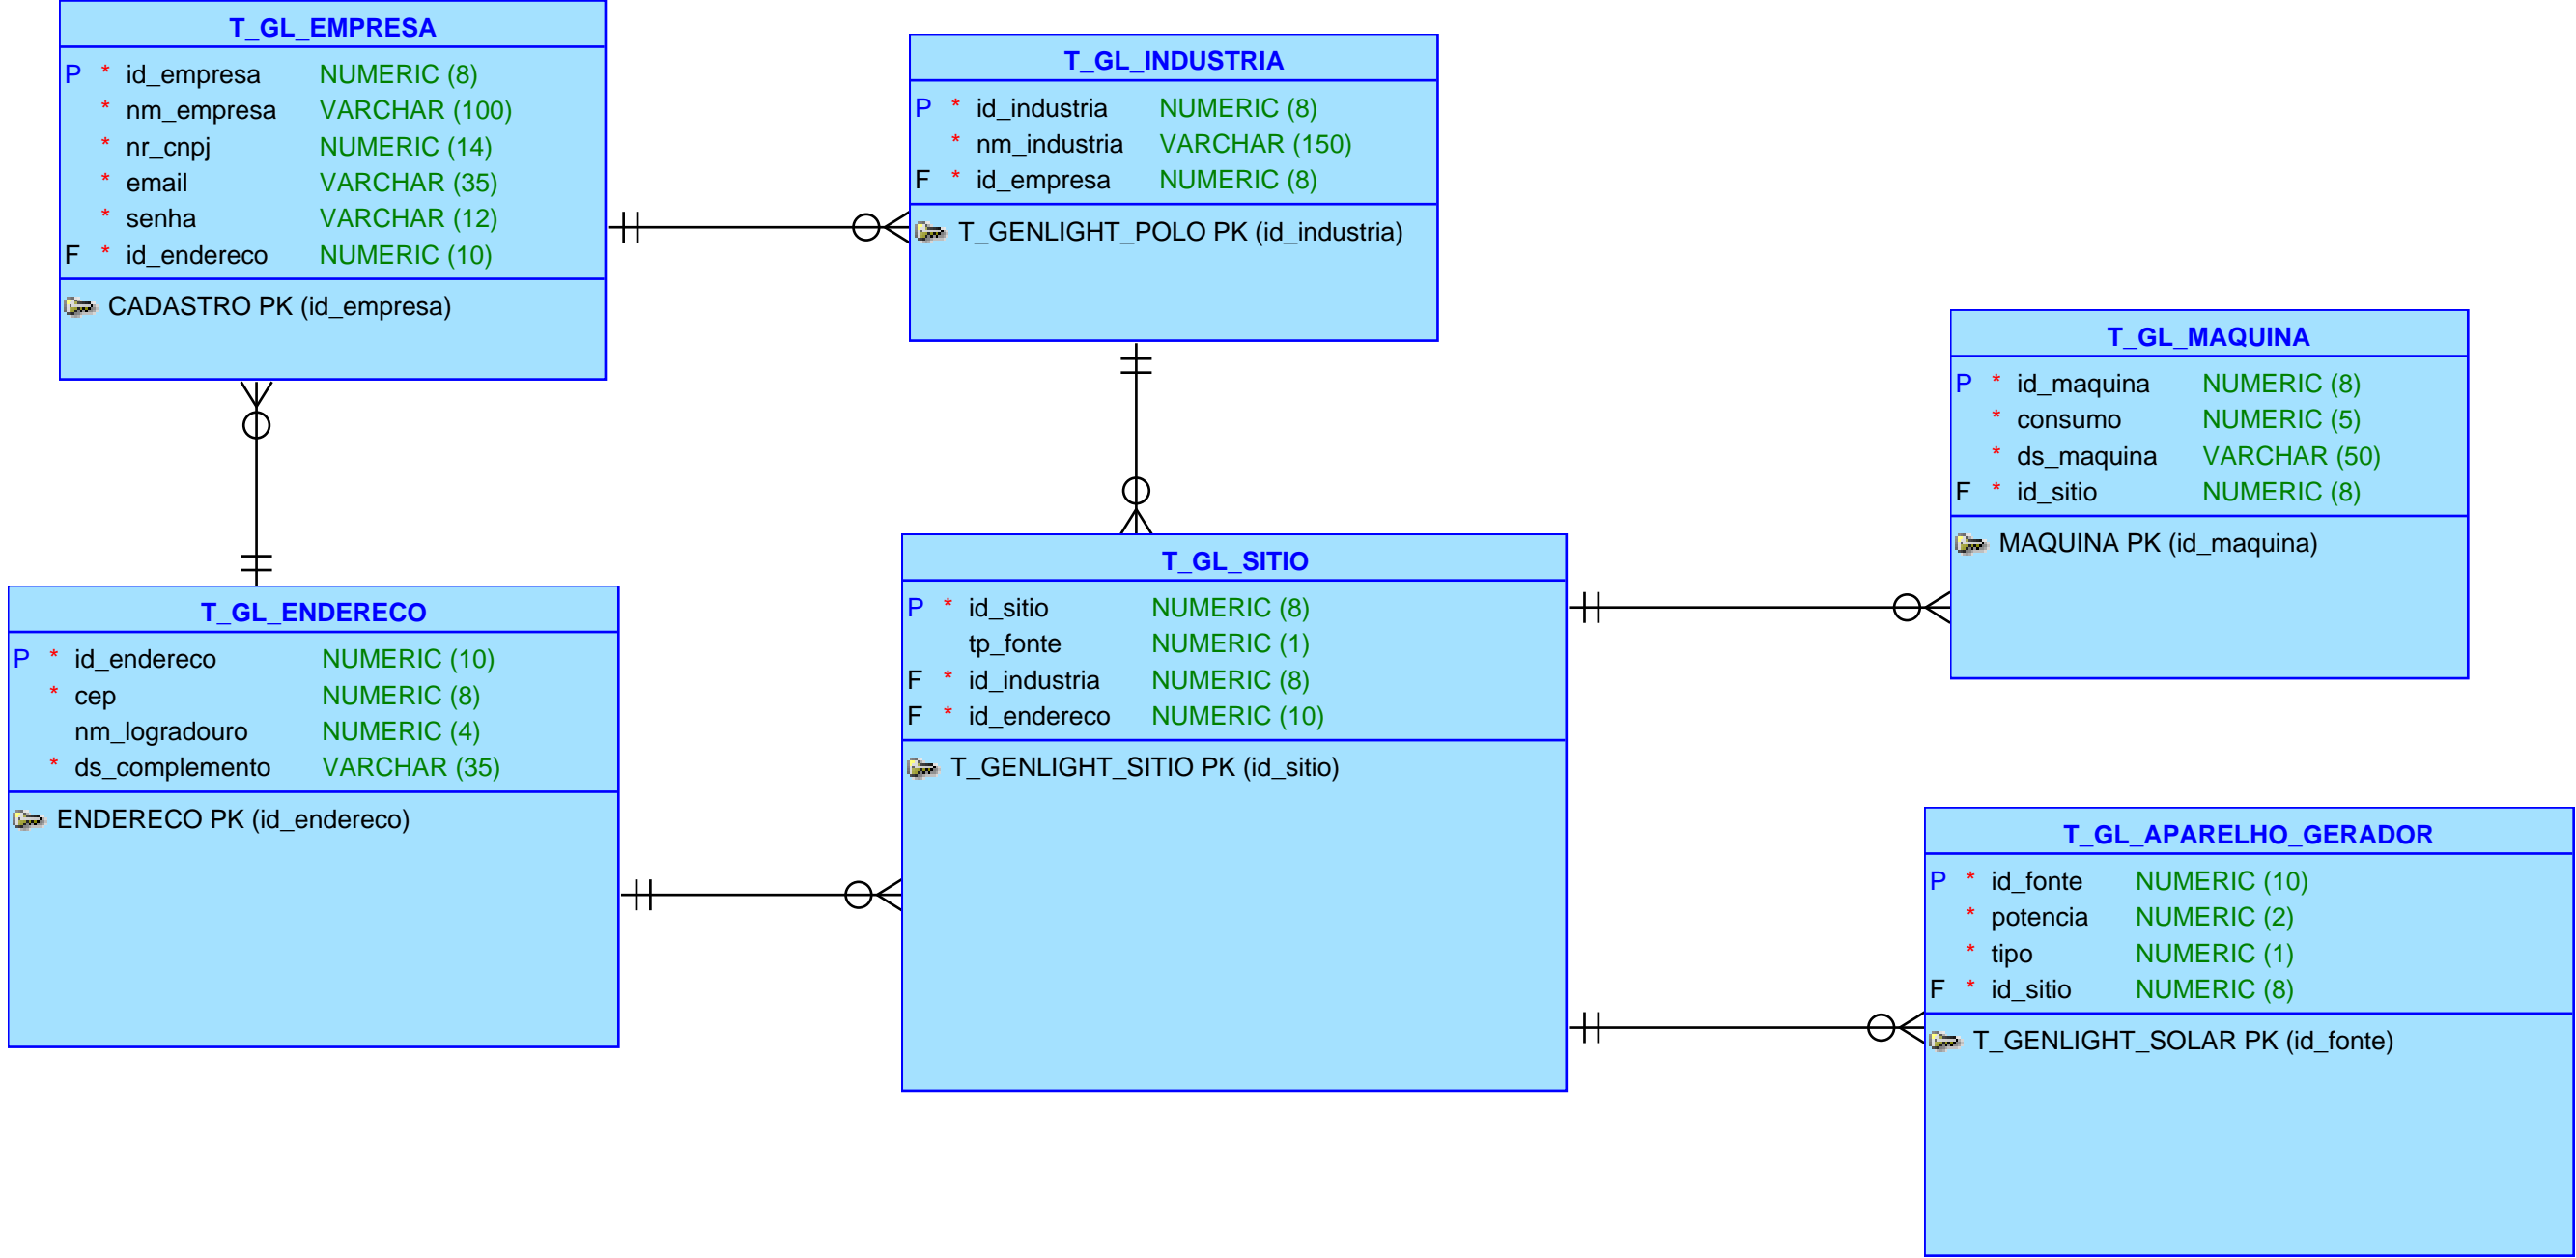 T_GL_EMPRESA
P * id_empresa NUMERIC (8)
* nm_empresa VARCHAR (100)
* nr_cnpj NUMERIC (14)
* email VARCHAR (35)
* senha VARCHAR (12)
F * id_endereco NUMERIC (10)
CADASTRO PK (id_empresa)
T_GL_INDUSTRIA
P * id_industria NUMERIC (8)
* nm_industria VARCHAR (150)
F * id_empresa NUMERIC (8)
T_GENLIGHT_POLO PK (id_industria)
T_GL_MAQUINA
P * id_maquina NUMERIC (8)
* consumo NUMERIC (5)
* ds_maquina VARCHAR (50)
F * id_sitio NUMERIC (8)
MAQUINA PK (id_maquina)
T_GL_ENDERECO
P * id_endereco NUMERIC (10)
* cep NUMERIC (8)
nm_logradouro NUMERIC (4)
* ds_complemento VARCHAR (35)
ENDERECO PK (id_endereco)
T_GL_SITIO
P * id_sitio NUMERIC (8)
tp_fonte NUMERIC (1)
F * id_industria NUMERIC (8)
F * id_endereco NUMERIC (10)
T_GENLIGHT_SITIO PK (id_sitio)
T_GL_APARELHO_GERADOR
P * id_fonte NUMERIC (10)
* potencia NUMERIC (2)
* tipo NUMERIC (1)
F * id_sitio NUMERIC (8)
T_GENLIGHT_SOLAR PK (id_fonte)